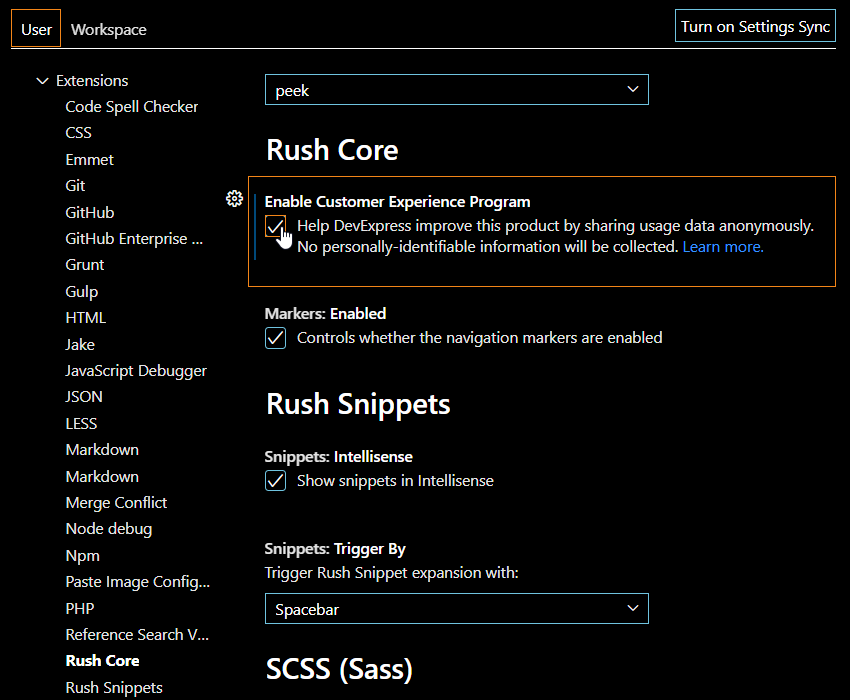 User Workspace Turn on Settings Sync
Extensions
Code Spell Checker
CSS
Emmet
Git
GitHub
GitHub Enterprise ...
Grunt
Gulp
HTML
Jake
JavaScript Debugger
JSON
LESS
Markdown
Markdown
Merge Conflict
Node debug
Npm
Paste Image Config...
PHP
Reference Search V...
Rush Core
Rush Snippets
peek
Rush Core
Enable Customer Experience Program
Help DevExpress improve this product by sharing usage data anonymously.
No personally-identifiable information will be collected. Learn more.
Markers: Enabled
Controls whether the navigation markers are enabled
Rush Snippets
Snippets: Intellisense
Show snippets in Intellisense
Snippets: Trigger By
Trigger Rush Snippet expansion with:
Spacebar
SCSS (Sass)